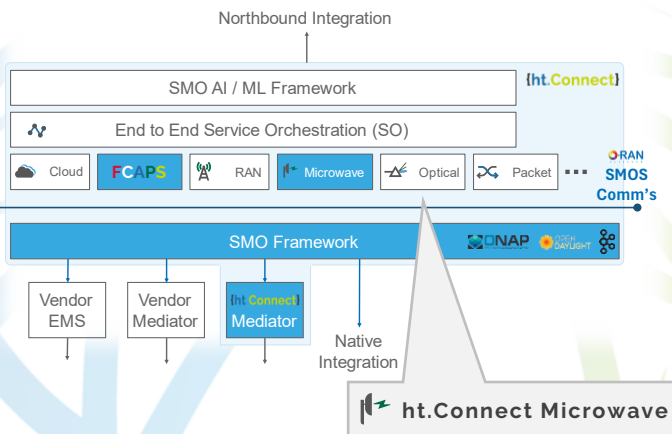 Northbound Integration
{ht.Connect}
SMO AI / ML Framework
End to End Service Orchestration (SO)
Cloud
FCAPS
RAN
Microwave
Optical
Packet
O-RAN
SMOS
Comm's
SMO Framework
ONAP
OPEN
DAYLIGHT
Vendor
EMS
Vendor
Mediator
{ht.Connect}
Mediator
Native
Integration
ht.Connect Microwave